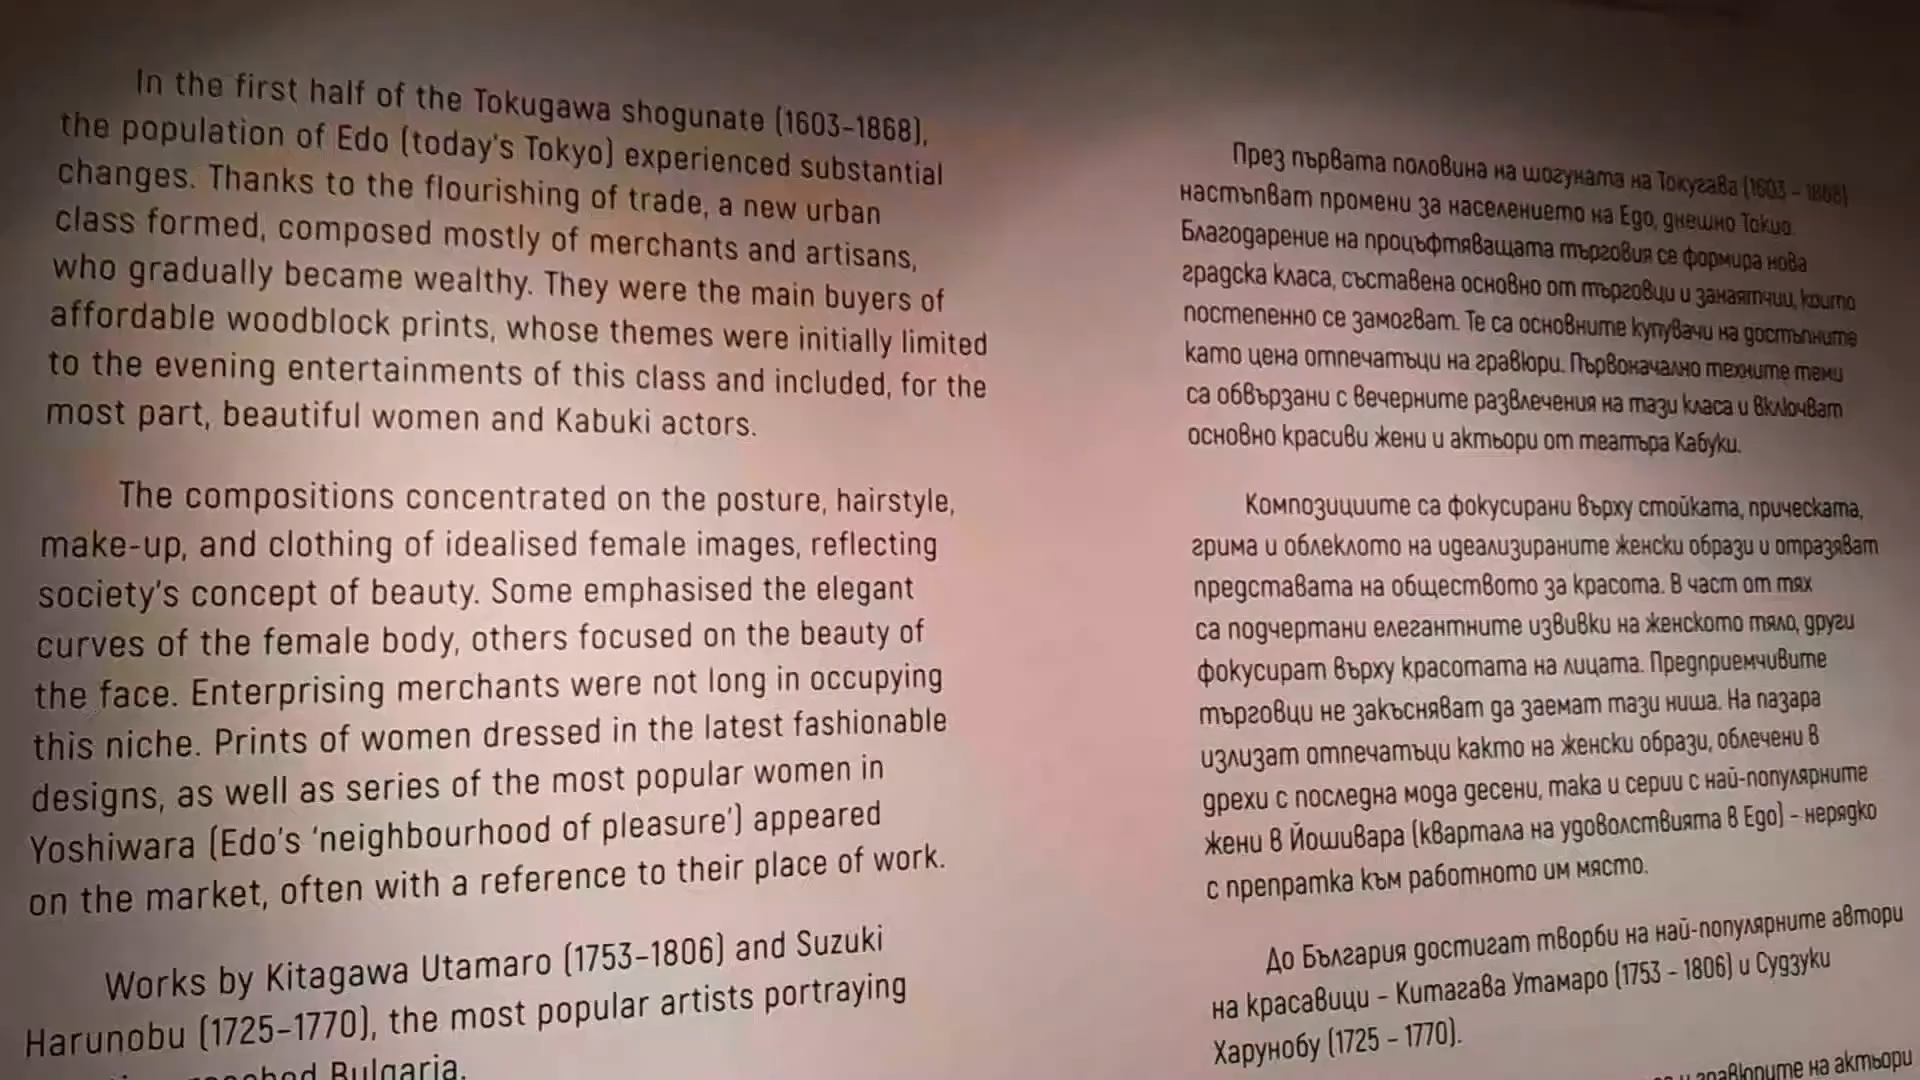 In the first half of the Tokugawa shogunate (1603-1868),
the population of Edo (today's Tokyo) experienced substantial
changes. Thanks to the flourishing of trade, a new urban
class formed, composed mostly of merchants and artisans,
who gradually became wealthy. They were the main buyers of
affordable woodblock prints, whose themes were initially limited
to the evening entertainments of this class and included, for the
most part, beautiful women and Kabuki actors.
The compositions concentrated on the posture, hairstyle,
make-up, and clothing of idealised female images, reflecting
society's concept of beauty. Some emphasised the elegant
curves of the female body, others focused on the beauty of
the face. Enterprising merchants were not long in occupying
this niche. Prints of women dressed in the latest fashionable
designs, as well as series of the most popular women in
Yoshiwara (Edo's 'neighbourhood of pleasure') appeared
on the market, often with a reference to their place of work.
Works by Kitagawa Utamaro (1753-1806) and Suzuki
Harunobu (1725-1770), the most popular artists portraying
reached Bulgaria.
През първата половина на шогуната на Токугава (1603 – 1868)
настъпват промени за населението на Едо, днешно Токио.
Благодарение на процъфтяващата търговия се формира нова
градска класа, съставена основно от търговци и занаятчии, които
постепенно се замогват. Те са основните купувачи на достъпните
като цена отпечатъци на гравюри. Първоначално техните теми
са обвързани с вечерните развлечения на тази класа и включват
основно красиви жени и актьори от театъра Кабуки.
Композициите са фокусирани върху стойката, прическата,
грима и облеклото на идеализираните женски образи и отразяват
представата на обществото за красота. В част от тях
са подчертани елегантните извивки на женското тяло, други
фокусират върху красотата на лицата. Предприемчивите
търговци не закъсняват да заемат тази ниша. На пазара
излизат отпечатъци както на женски образи, облечени в
дрехи с последна мода десени, така и серии с най-популярните
жени в Йошивара (квартала на удоволствията в Едо) – нерядко
с препратка към работното им място.
До България достигат творби на най-популярните автори
на красавици – Китагава Утамаро (1753 – 1806) и Судзуки
Харунобу (1725 – 1770).
и гравюрите на актьори